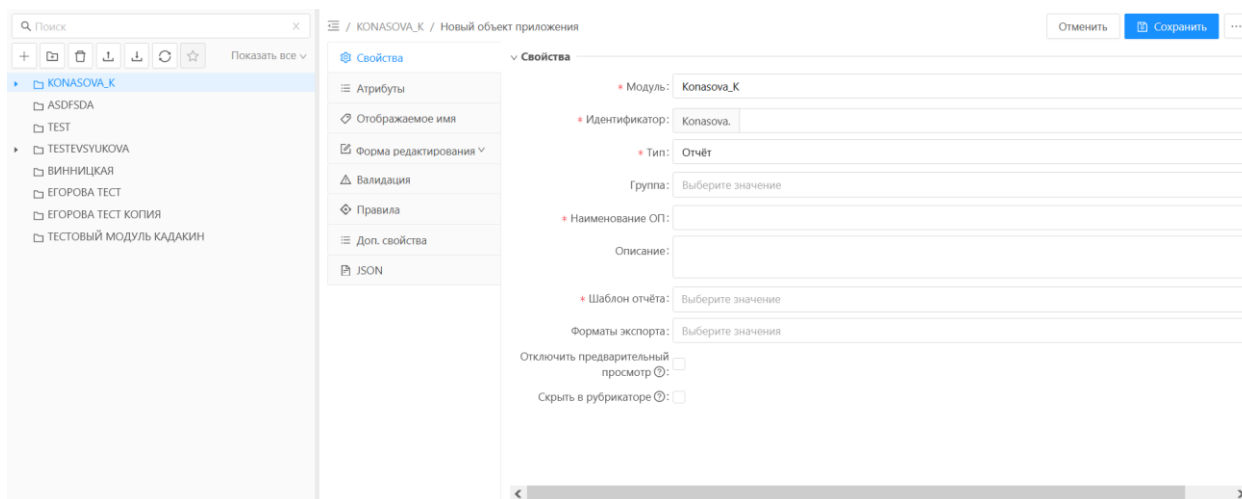 Поиск
Показать все
KONASOVA_K
ASDFSDA
TEST
TESTEVSYUKOVA
ВИННИЦКАЯ
ЕГОРОВА ТЕСТ
ЕГОРОВА ТЕСТ КОПИЯ
ТЕСТОВЫЙ МОДУЛЬ КАДАКИН
/ KONASOVA_K / Новый объект приложения
Отменить
Сохранить
Свойства
Атрибуты
Отображаемое имя
Форма редактирования
Валидация
Правила
Доп. свойства
JSON
Свойства
* Модуль: Konasova_K
* Идентификатор: Konasova.
* Тип: Отчёт
Группа: Выберите значение
* Наименование ОП:
Описание:
* Шаблон отчёта: Выберите значение
Форматы экспорта: Выберите значения
Отключить предварительный
просмотр ?:
Скрыть в рубрикаторе ?: